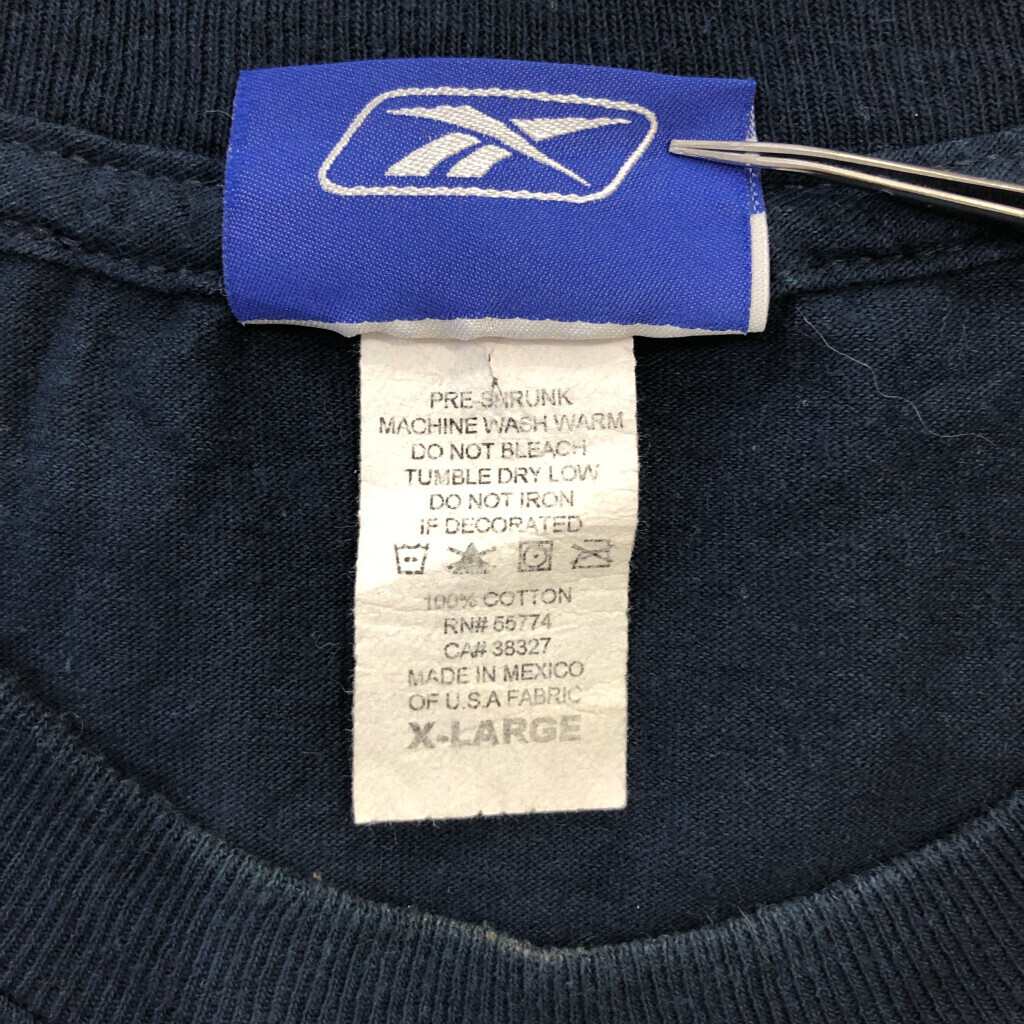 PRE-SHRUNK
MACHINE WASH WARM
DO NOT BLEACH
TUMBLE DRY LOW
DO NOT IRON
IF DECORATED
100% COTTON
RN# 55774
CA# 38327
MADE IN MEXICO
OF U.S.A FABRIC
X-LARGE